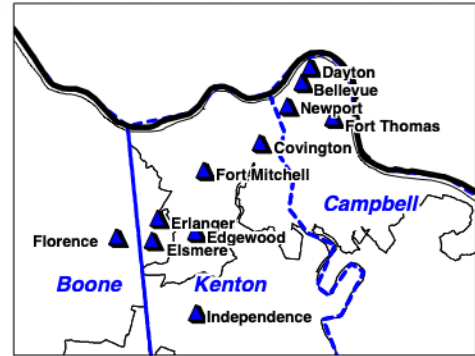 Dayton
Bellevue
Newport
Fort Thomas
Covington
Fort Mitchell
Campbell
Erlanger
Florence
Edgewood
Elsmere
Boone
Kenton
Independence